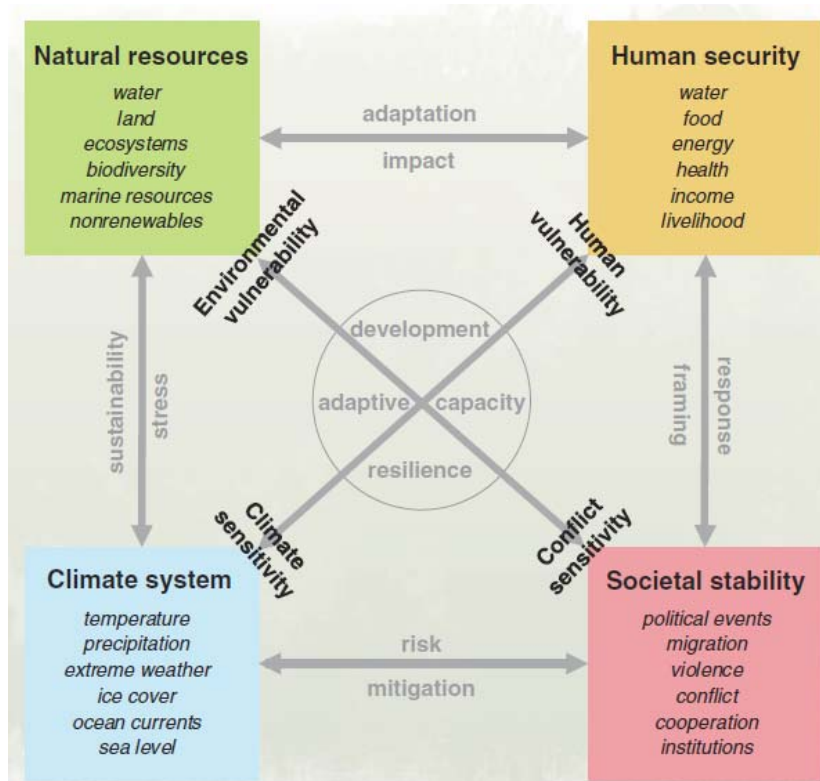 Natural resources
water
land
ecosystems
biodiversity
marine resources
nonrenewables
adaptation
impact
Human security
water
food
energy
health
income
livelihood
Environmental
vulnerability
Human
vulnerability
sustainability
stress
development
adaptive capacity
resilience
framing
response
Climate
sensitivity
Conflict
sensitivity
Climate system
temperature
precipitation
extreme weather
ice cover
ocean currents
sea level
risk
mitigation
Societal stability
political events
migration
violence
conflict
cooperation
institutions